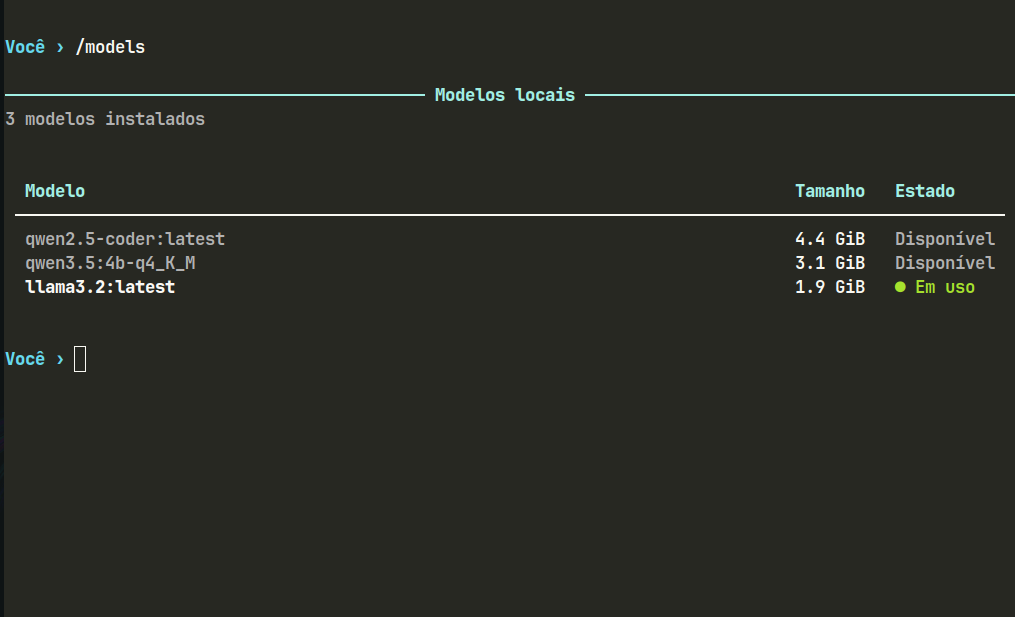 Você › /models
Modelos locais
3 modelos instalados
Modelo Tamanho Estado
qwen2.5-coder:latest 4.4 GiB Disponível
qwen3.5:4b-q4_K_M 3.1 GiB Disponível
llama3.2:latest 1.9 GiB ● Em uso
Você ›